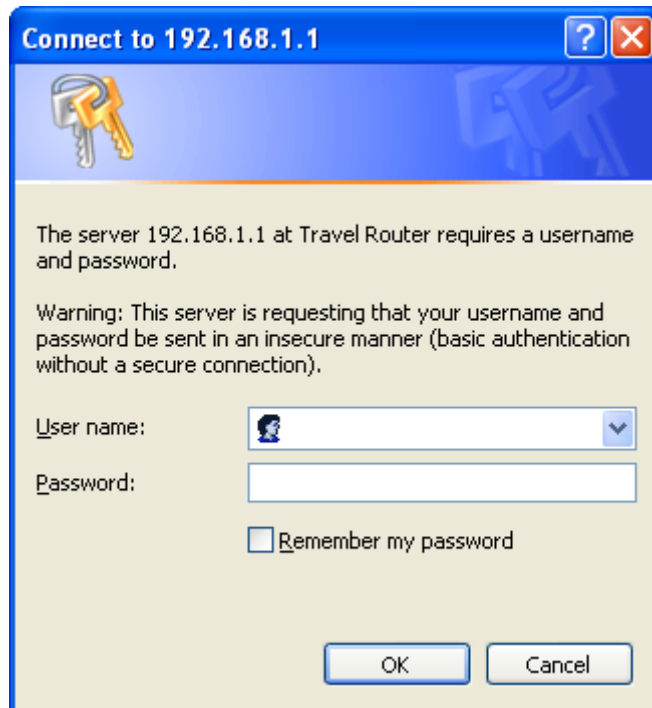 Connect to 192.168.1.1
?
The server 192.168.1.1 at Travel Router requires a username
and password.
Warning: This server is requesting that your username and
password be sent in an insecure manner (basic authentication
without a secure connection).
User name:
Password:
Remember my password
OK Cancel